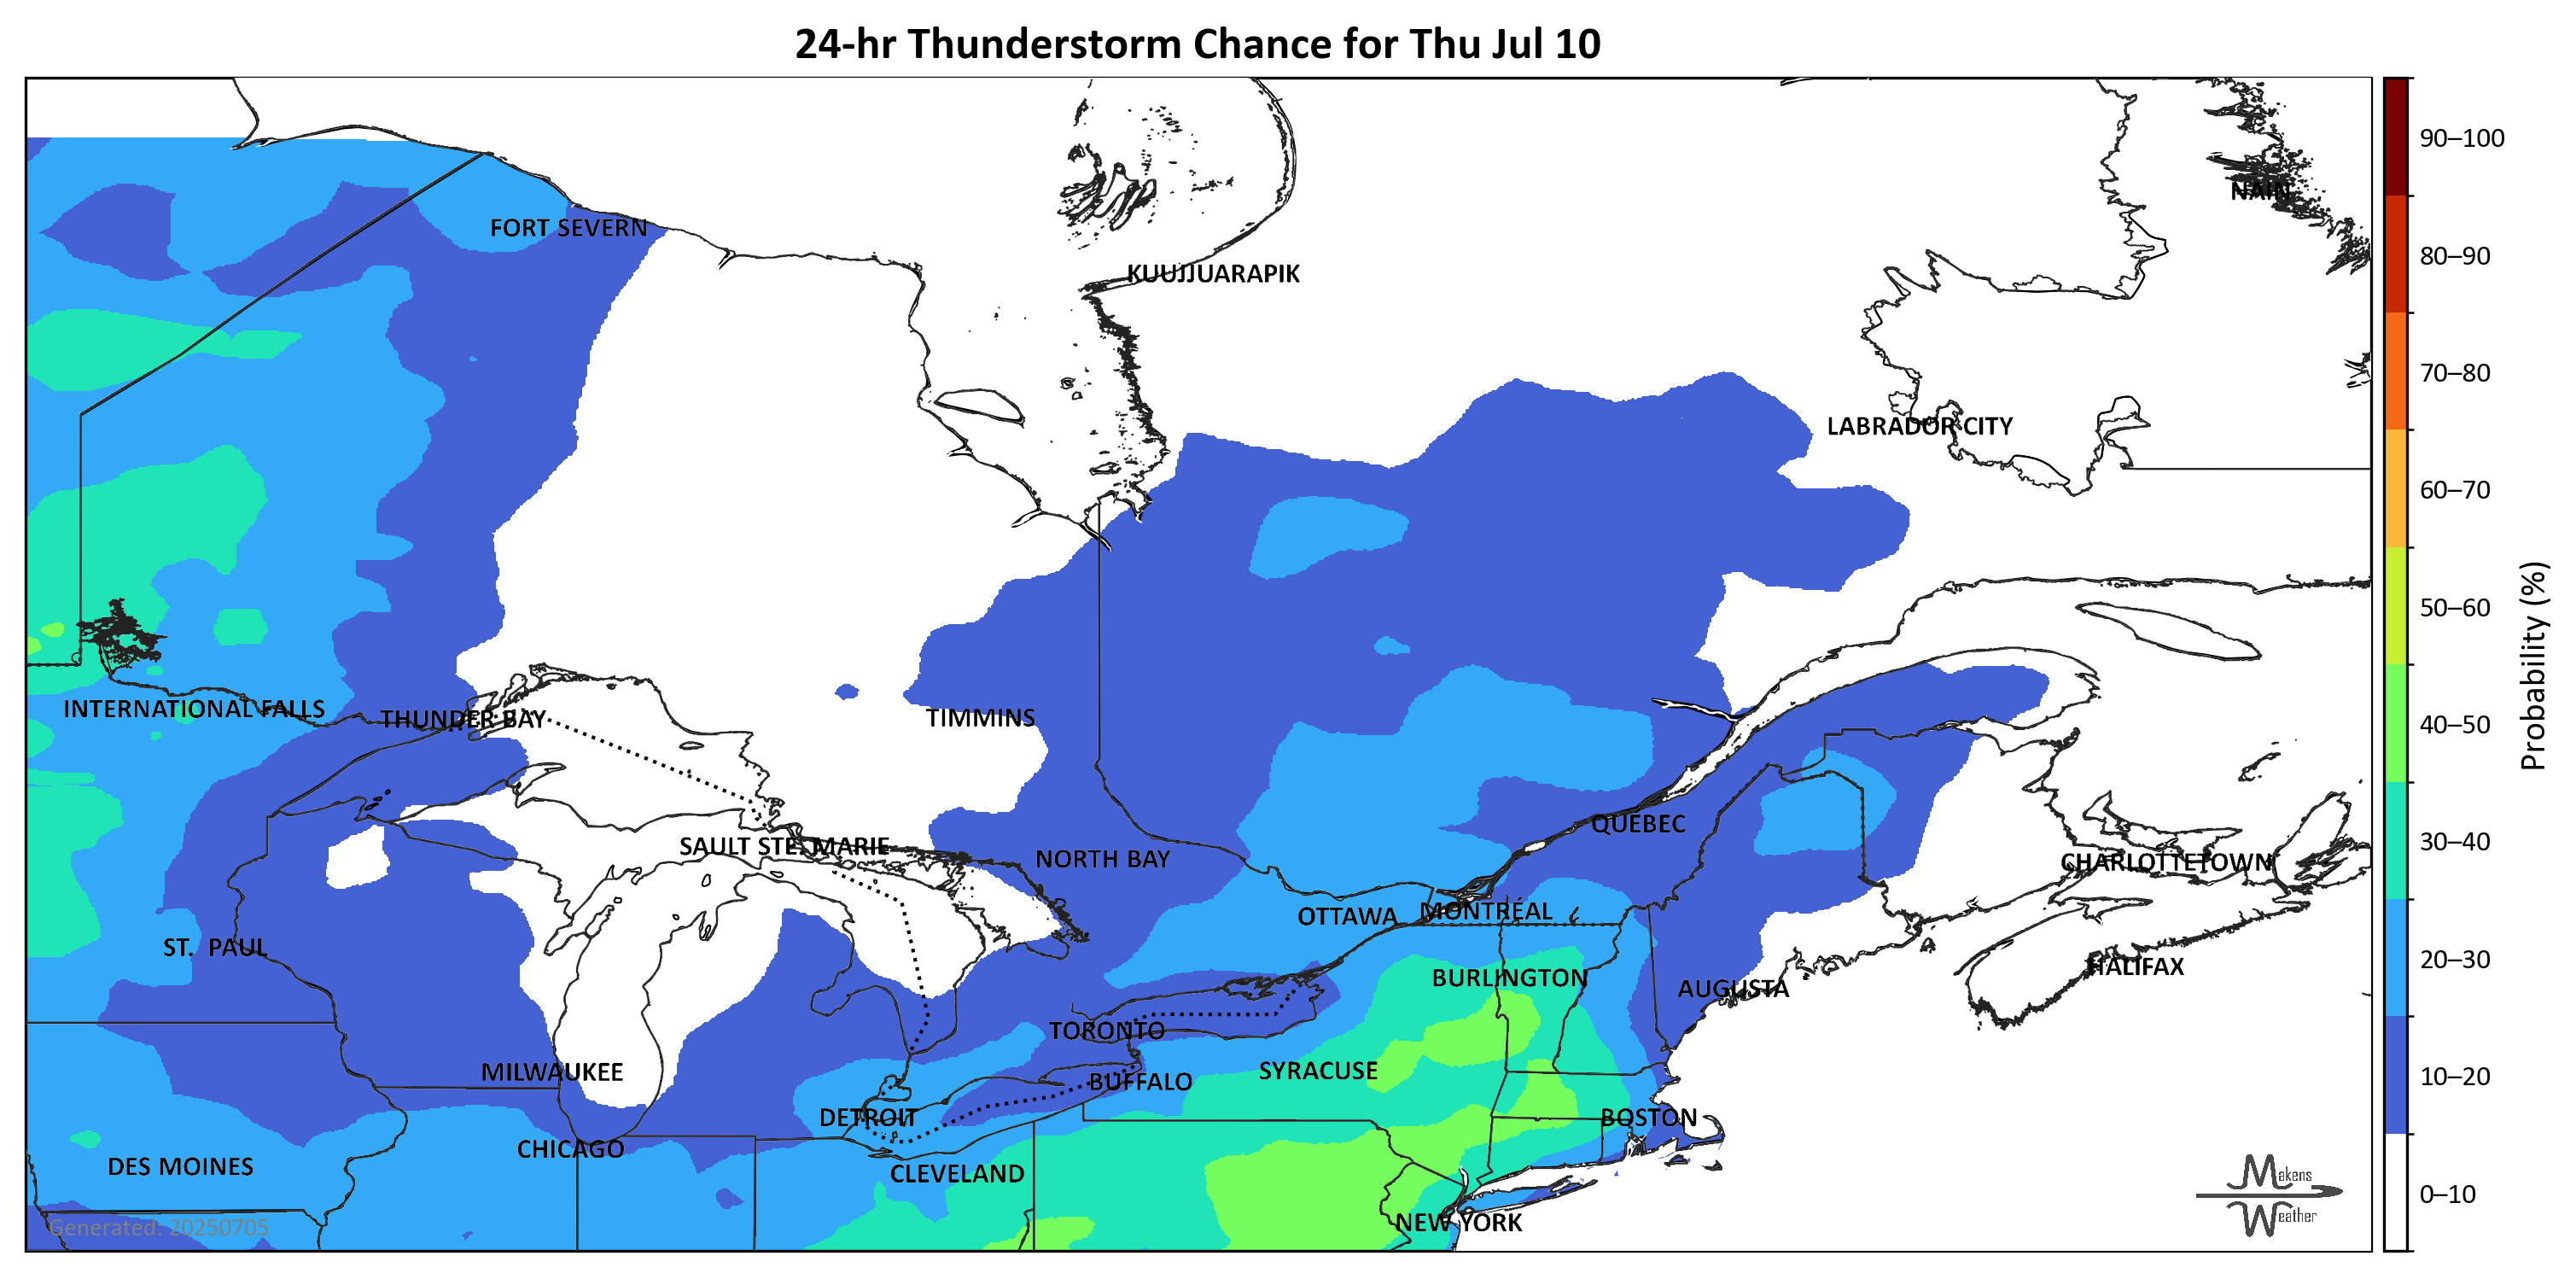 24-hr Thunderstorm Chance for Thu Jul 10
90–100
NAIN
FORT SEVERN
80–90
KUUJJUARAPIK
70–80
LABRADOR CITY
60–70
50–60
Probability (%)
INTERNATIONAL FALLS
THUNDER BAY
TIMMINS
40–50
QUEBEC
SAULT STE. MARIE
30–40
NORTH BAY
CHARLOTTETOWN
OTTAWA
MONTRÉAL
ST. PAUL
20–30
HALIFAX
BURLINGTON
AUGUSTA
TORONTO
SYRACUSE
MILWAUKEE
10–20
BUFFALO
DETROIT
BOSTON
CHICAGO
DES MOINES
CLEVELAND
Makens
Weather
0–10
NEW YORK
Generated: 20250705